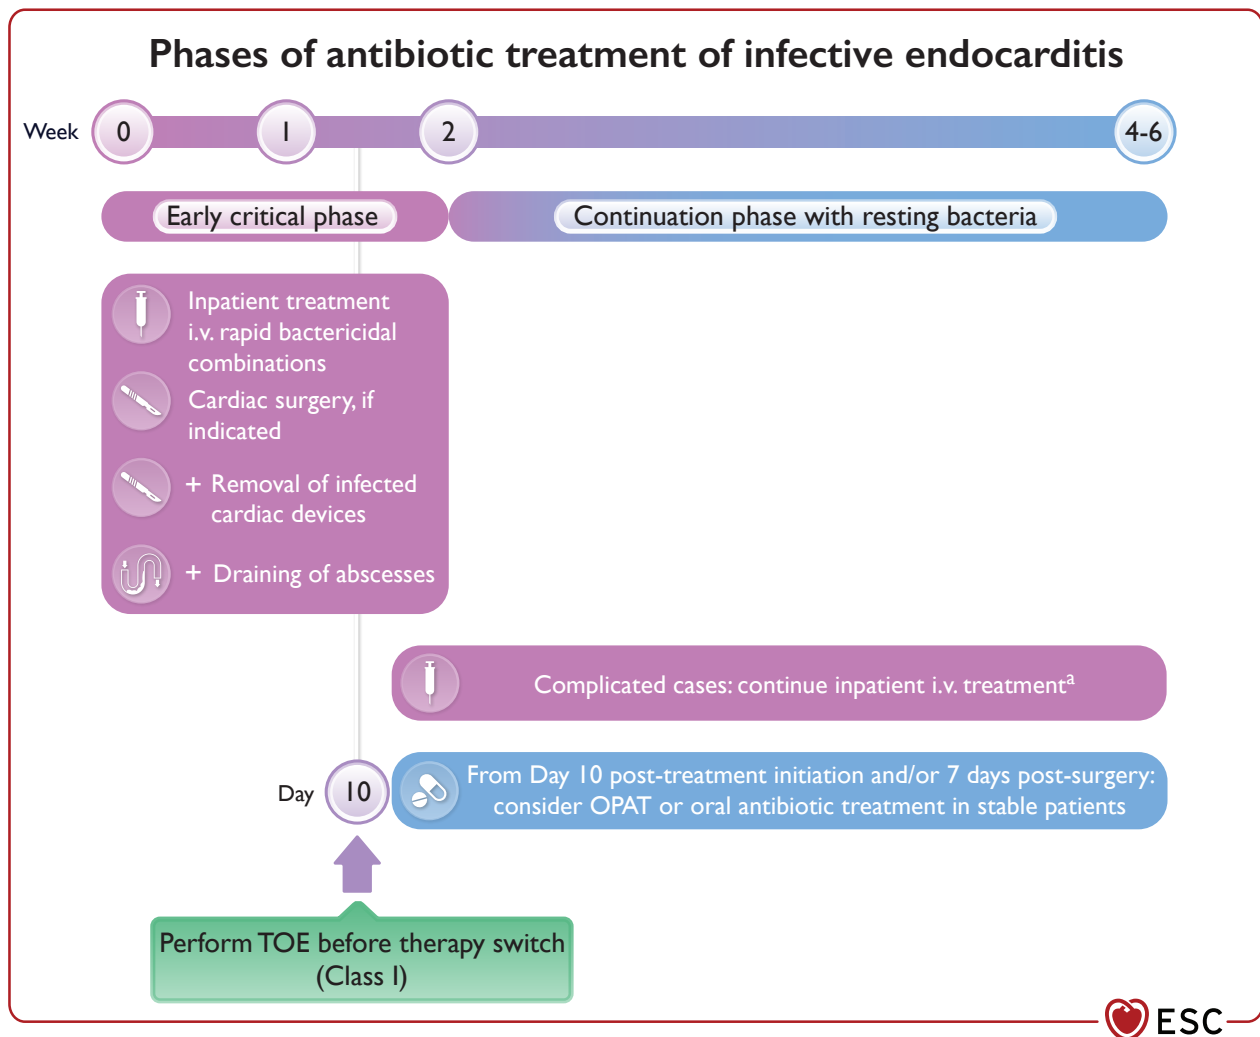 Phases of antibiotic treatment of infective endocarditis
Week 0 1 2 4-6
Early critical phase
Continuation phase with resting bacteria
Inpatient treatment
i.v. rapid bactericidal
combinations
Cardiac surgery, if
indicated
+ Removal of infected
cardiac devices
+ Draining of abscesses
Complicated cases: continue inpatient i.v. treatmentᵃ
Day 10
From Day 10 post-treatment initiation and/or 7 days post-surgery:
consider OPAT or oral antibiotic treatment in stable patients
Perform TOE before therapy switch
(Class I)
ESC